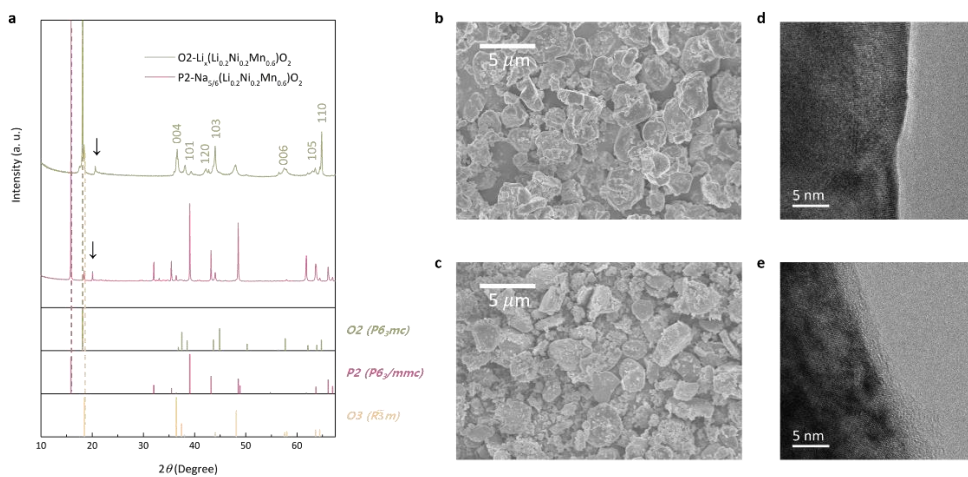 a
b
d
O2-Liₓ(Li₀.₂Ni₀.₂Mn₀.₆)O₂
P2-Na₅/₆(Li₀.₂Ni₀.₂Mn₀.₆)O₂
5 μm
004
101
120
103
006
105
110
5 nm
Intensity (a. u.)
c
e
5 μm
O2 (P6₃mc)
P2 (P6₃/mmc)
O3 (R3̄m)
5 nm
10 20 30 40 50 60
2θ (Degree)